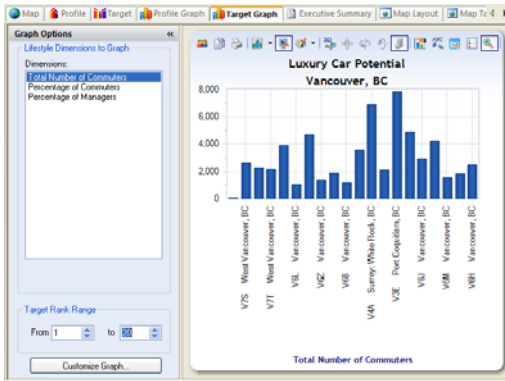 Map Profile Target Profile Graph Target Graph Executive Summary Map Layout Map Ta
Graph Options
Lifestyle Dimensions to Graph
Dimensions:
Total Number of Commuters
Percentage of Commuters
Percentage of Managers
Target Rank Range
From 1 to 20
Customize Graph...
Luxury Car Potential
Vancouver, BC
8,000
6,000
4,000
2,000
0
V7S West Vancouver, BC
V7T West Vancouver, BC
V6L Vancouver, BC
V6Z Vancouver, BC
V6B Vancouver, BC
V4A Surrey: White Rock, BC
V3E Port Coquitlam, BC
V6J Vancouver, BC
V6M Vancouver, BC
V6H Vancouver, BC
Total Number of Commuters